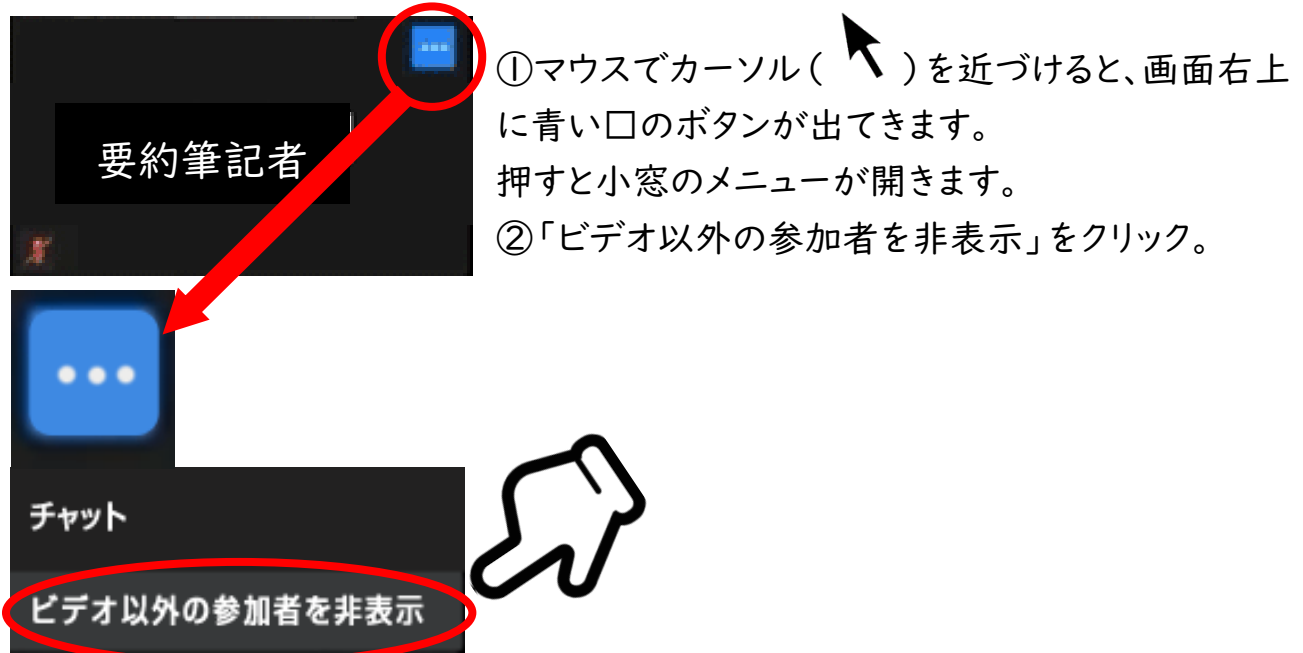 ①マウスでカーソル( )を近づけると、画面右上
に青い□のボタンが出てきます。
押すと小窓のメニューが開きます。
②「ビデオ以外の参加者を非表示」をクリック。
要約筆記者
チャット
ビデオ以外の参加者を非表示